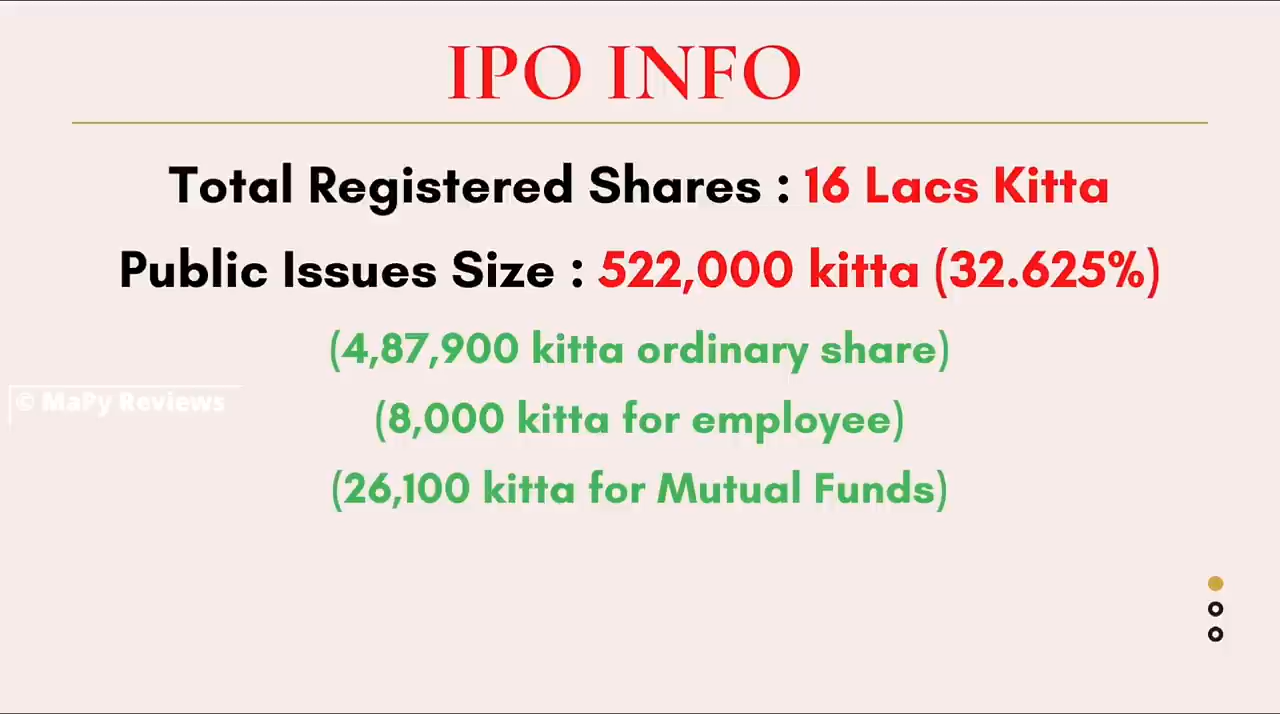 IPO INFO
Total Registered Shares : 16 Lacs Kitta
Public Issues Size : 522,000 kitta (32.625%)
(4,87,900 kitta ordinary share)
© MaPy Reviews
(8,000 kitta for employee)
(26,100 kitta for Mutual Funds)